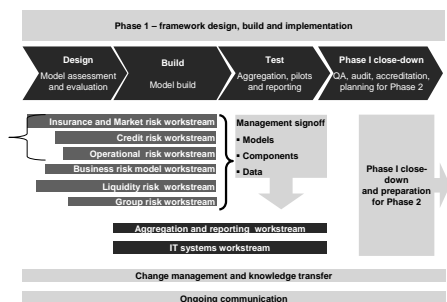 Phase 1 – framework design, build and implementation
Design
Model assessment
and evaluation
Build
Model build
Test
Aggregation, pilots
and reporting
Phase I close-down
QA, audit, accreditation,
planning for Phase 2
Insurance and Market risk workstream
Credit risk workstream
Operational risk workstream
Business risk model workstream
Liquidity risk workstream
Group risk workstream
Management signoff
▪ Models
▪ Components
▪ Data
Phase I close-
down
and preparation
for Phase 2
Aggregation and reporting workstream
IT systems workstream
Change management and knowledge transfer
Ongoing communication